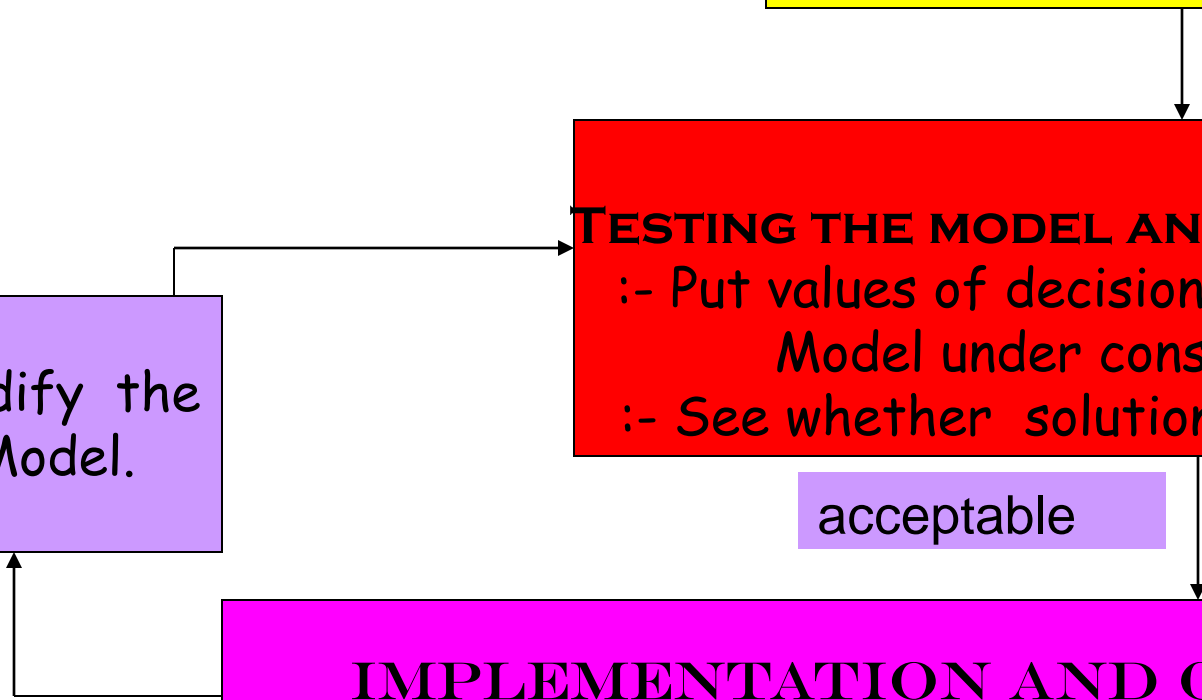 TESTING THE MODEL AN
:- Put values of decision
Model under cons
:- See whether solution
dify the
Model.
acceptable
IMPLEMENTATION AND